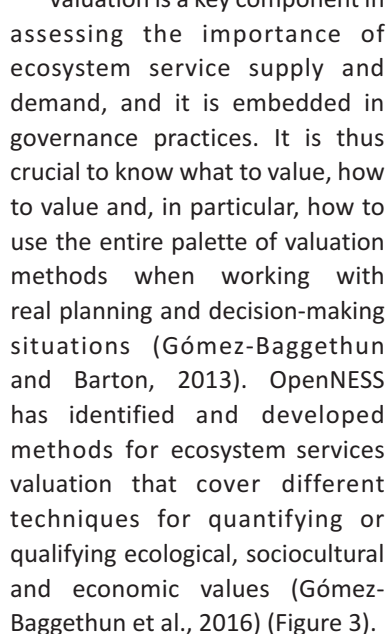 Valuation is a key component in
assessing the importance of
ecosystem service supply and
demand, and it is embedded in
governance practices. It is thus
crucial to know what to value, how
to value and, in particular, how to
use the entire palette of valuation
methods when working with
real planning and decision-making
situations (Gómez-Baggethun
and Barton, 2013). OpenNESS
has identified and developed
methods for ecosystem services
valuation that cover different
techniques for quantifying or
qualifying ecological, sociocultural
and economic values (Gómez-
Baggethun et al., 2016) (Figure 3).